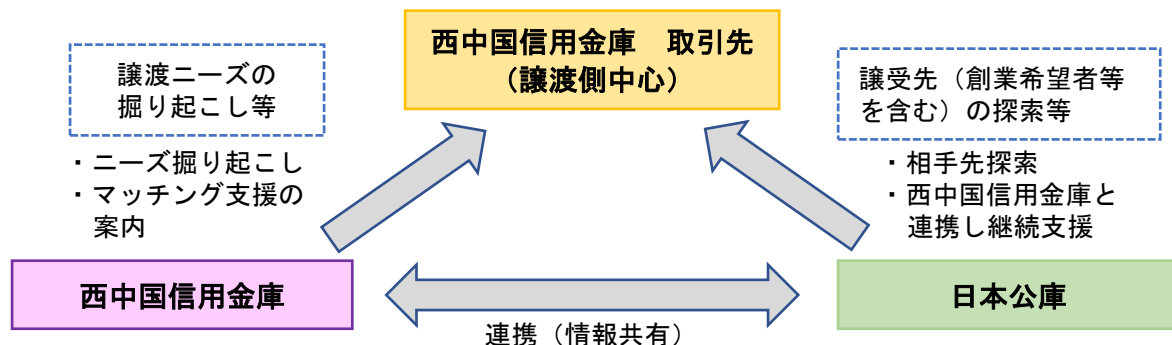 西中国信用金庫　取引先
（譲渡側中心）
譲渡ニーズの
掘り起こし等
譲受先（創業希望者等
を含む）の探索等
・ニーズ掘り起こし
・マッチング支援の
案内
・相手先探索
・西中国信用金庫と
連携し継続支援
西中国信用金庫
日本公庫
連携（情報共有）